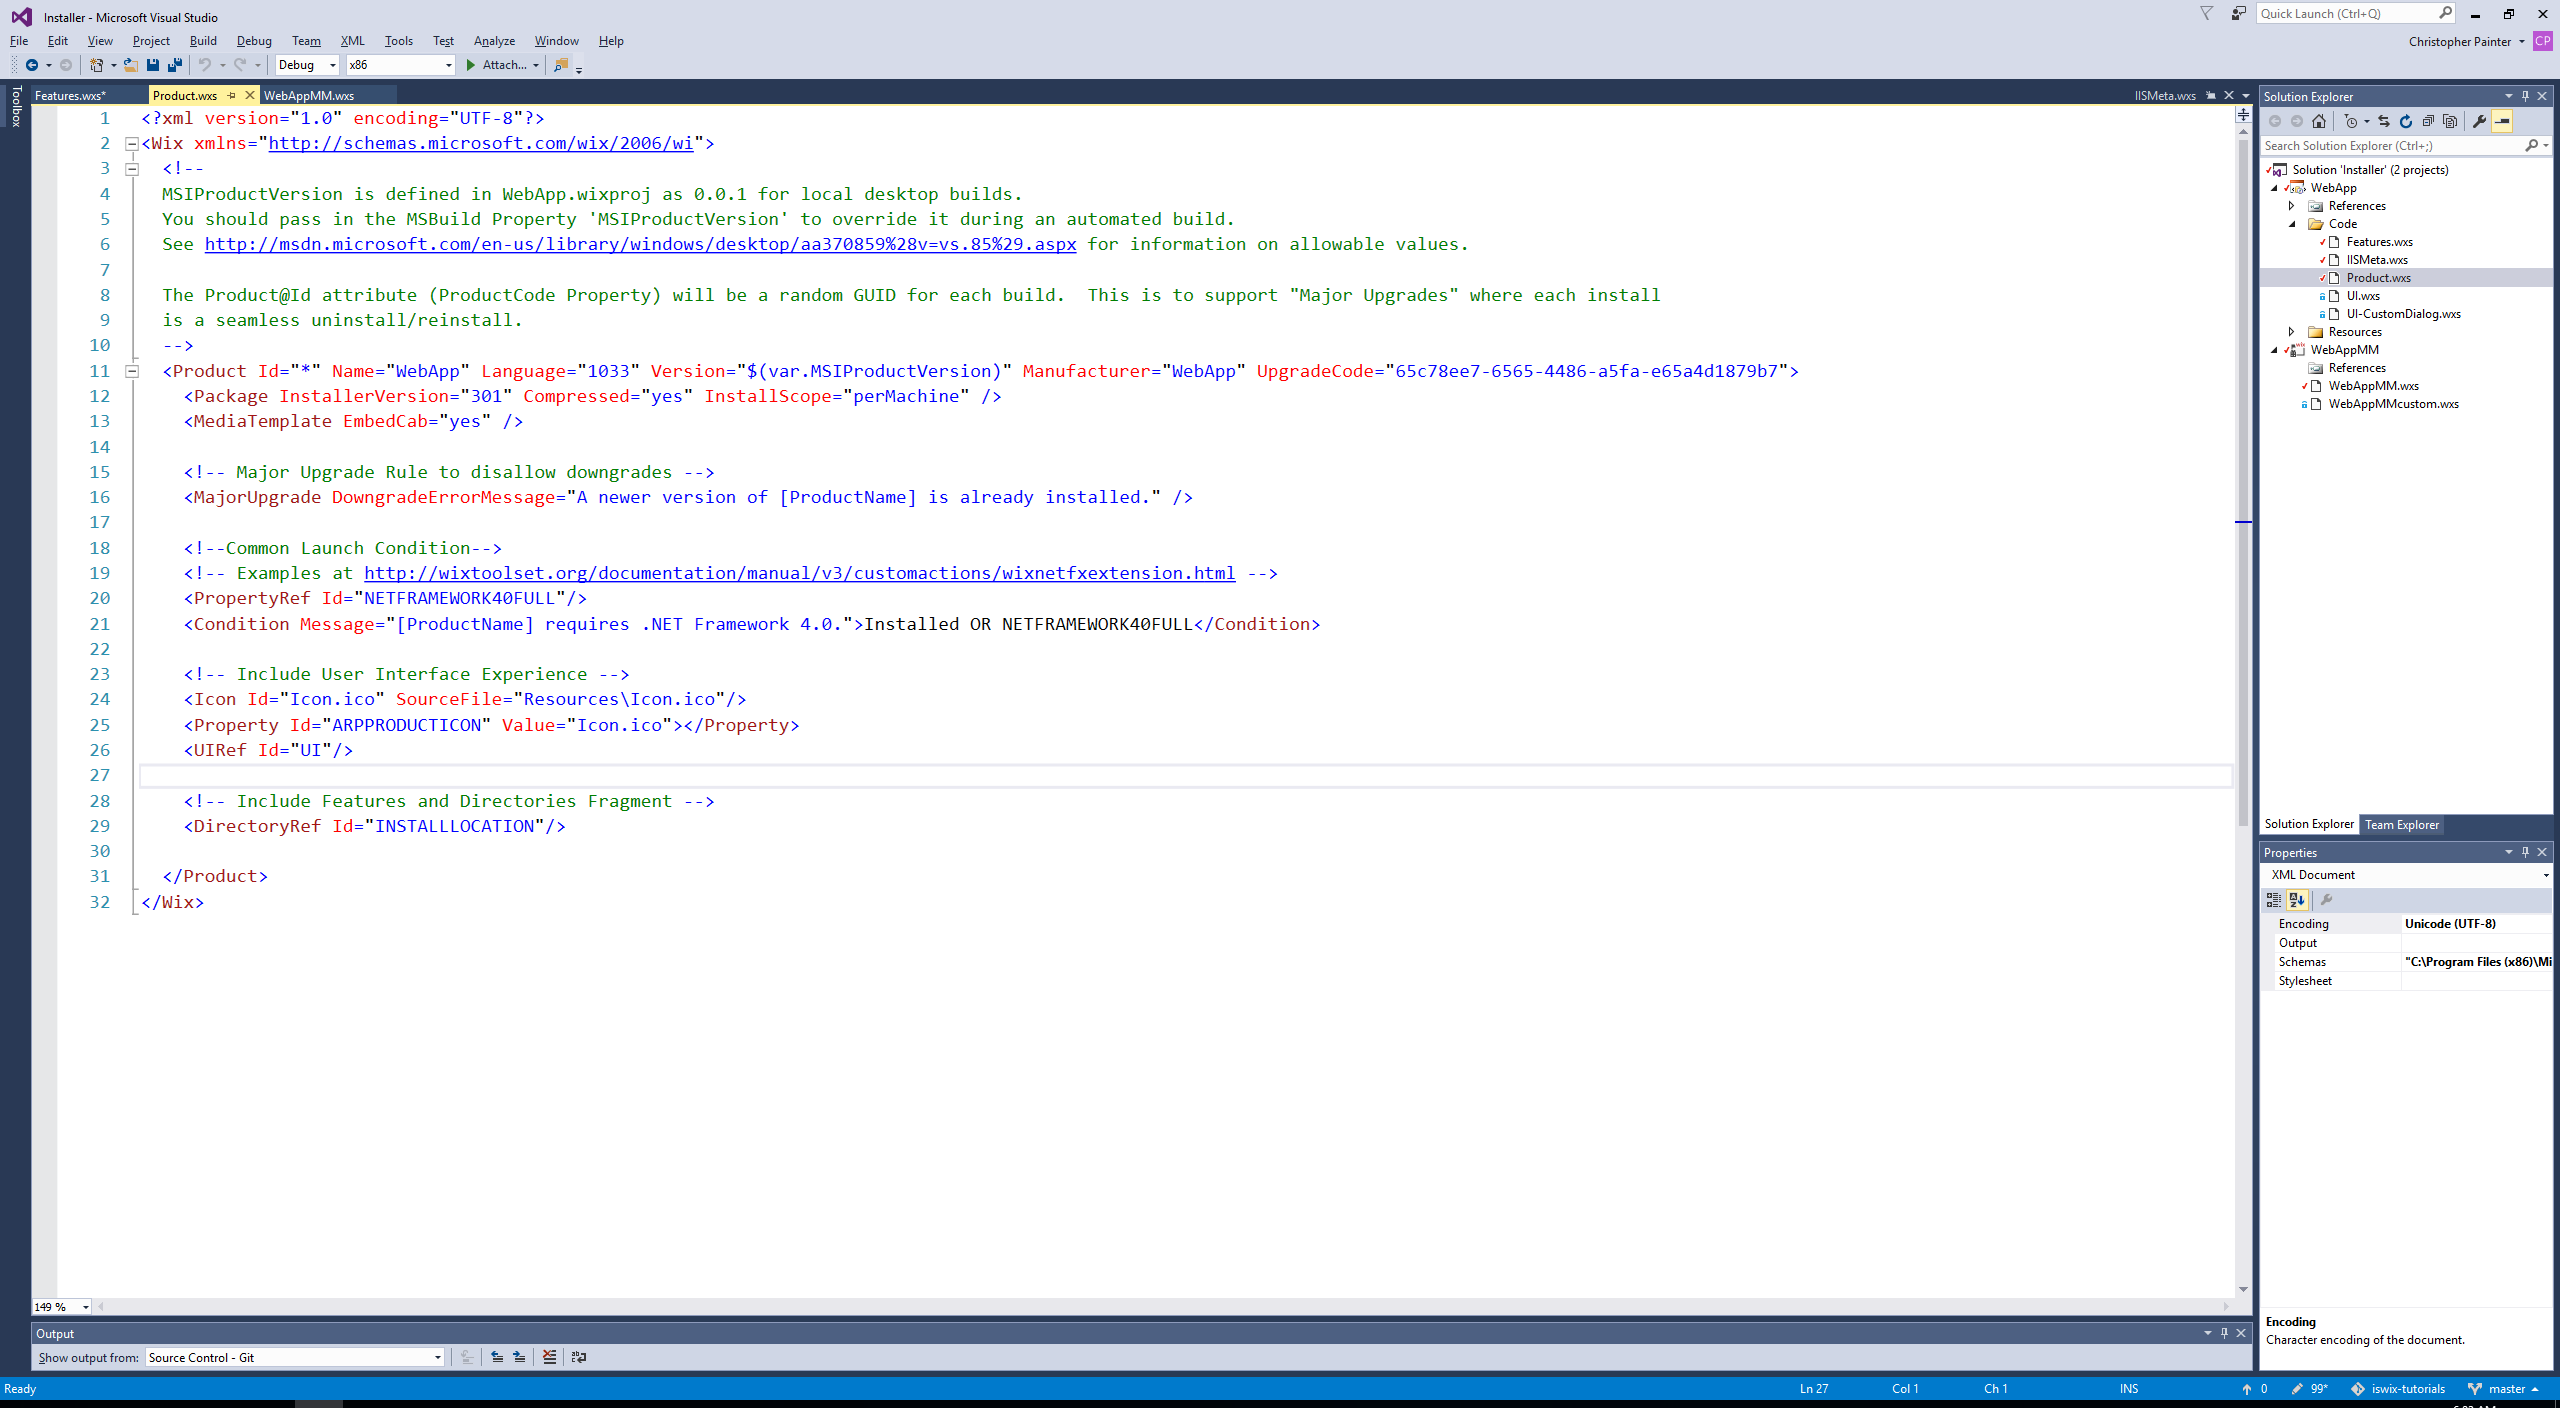 Installer - Microsoft Visual Studio
Quick Launch (Ctrl+Q)
File Edit View Project Build Debug Team XML Tools Test Analyze Window Help
Christopher Painter CP
Debug x86 Attach...
Toolbox
Features.wxs* Product.wxs WebAppMM.wxs IISMeta.wxs
1 <?xml version="1.0" encoding="UTF-8"?>
2 <Wix xmlns="http://schemas.microsoft.com/wix/2006/wi">
3 <!--
4 MSIProductVersion is defined in WebApp.wixproj as 0.0.1 for local desktop builds.
5 You should pass in the MSBuild Property 'MSIProductVersion' to override it during an automated build.
6 See http://msdn.microsoft.com/en-us/library/windows/desktop/aa370859%28v=vs.85%29.aspx for information on allowable values.
7
8 The Product@Id attribute (ProductCode Property) will be a random GUID for each build.  This is to support "Major Upgrades" where each install
9 is a seamless uninstall/reinstall.
10 -->
11 <Product Id="*" Name="WebApp" Language="1033" Version="$(var.MSIProductVersion)" Manufacturer="WebApp" UpgradeCode="65c78ee7-6565-4486-a5fa-e65a4d1879b7">
12 <Package InstallerVersion="301" Compressed="yes" InstallScope="perMachine" />
13 <MediaTemplate EmbedCab="yes" />
14
15 <!-- Major Upgrade Rule to disallow downgrades -->
16 <MajorUpgrade DowngradeErrorMessage="A newer version of [ProductName] is already installed." />
17
18 <!--Common Launch Condition-->
19 <!-- Examples at http://wixtoolset.org/documentation/manual/v3/customactions/wixnetfxextension.html -->
20 <PropertyRef Id="NETFRAMEWORK40FULL"/>
21 <Condition Message="[ProductName] requires .NET Framework 4.0.">Installed OR NETFRAMEWORK40FULL</Condition>
22
23 <!-- Include User Interface Experience -->
24 <Icon Id="Icon.ico" SourceFile="Resources\Icon.ico"/>
25 <Property Id="ARPPRODUCTICON" Value="Icon.ico"></Property>
26 <UIRef Id="UI"/>
27
28 <!-- Include Features and Directories Fragment -->
29 <DirectoryRef Id="INSTALLLOCATION"/>
30
31 </Product>
32 </Wix>
149 %
Output
Show output from: Source Control - Git
Solution Explorer
Search Solution Explorer (Ctrl+;)
Solution 'Installer' (2 projects)
WebApp
References
Code
Features.wxs
IISMeta.wxs
Product.wxs
UI.wxs
UI-CustomDialog.wxs
Resources
WebAppMM
References
WebAppMM.wxs
WebAppMMcustom.wxs
Solution Explorer Team Explorer
Properties
XML Document
Encoding Unicode (UTF-8)
Output
Schemas "C:\Program Files (x86)\Mi
Stylesheet
Encoding
Character encoding of the document.
Ready Ln 27 Col 1 Ch 1 INS 0 99* iswix-tutorials master